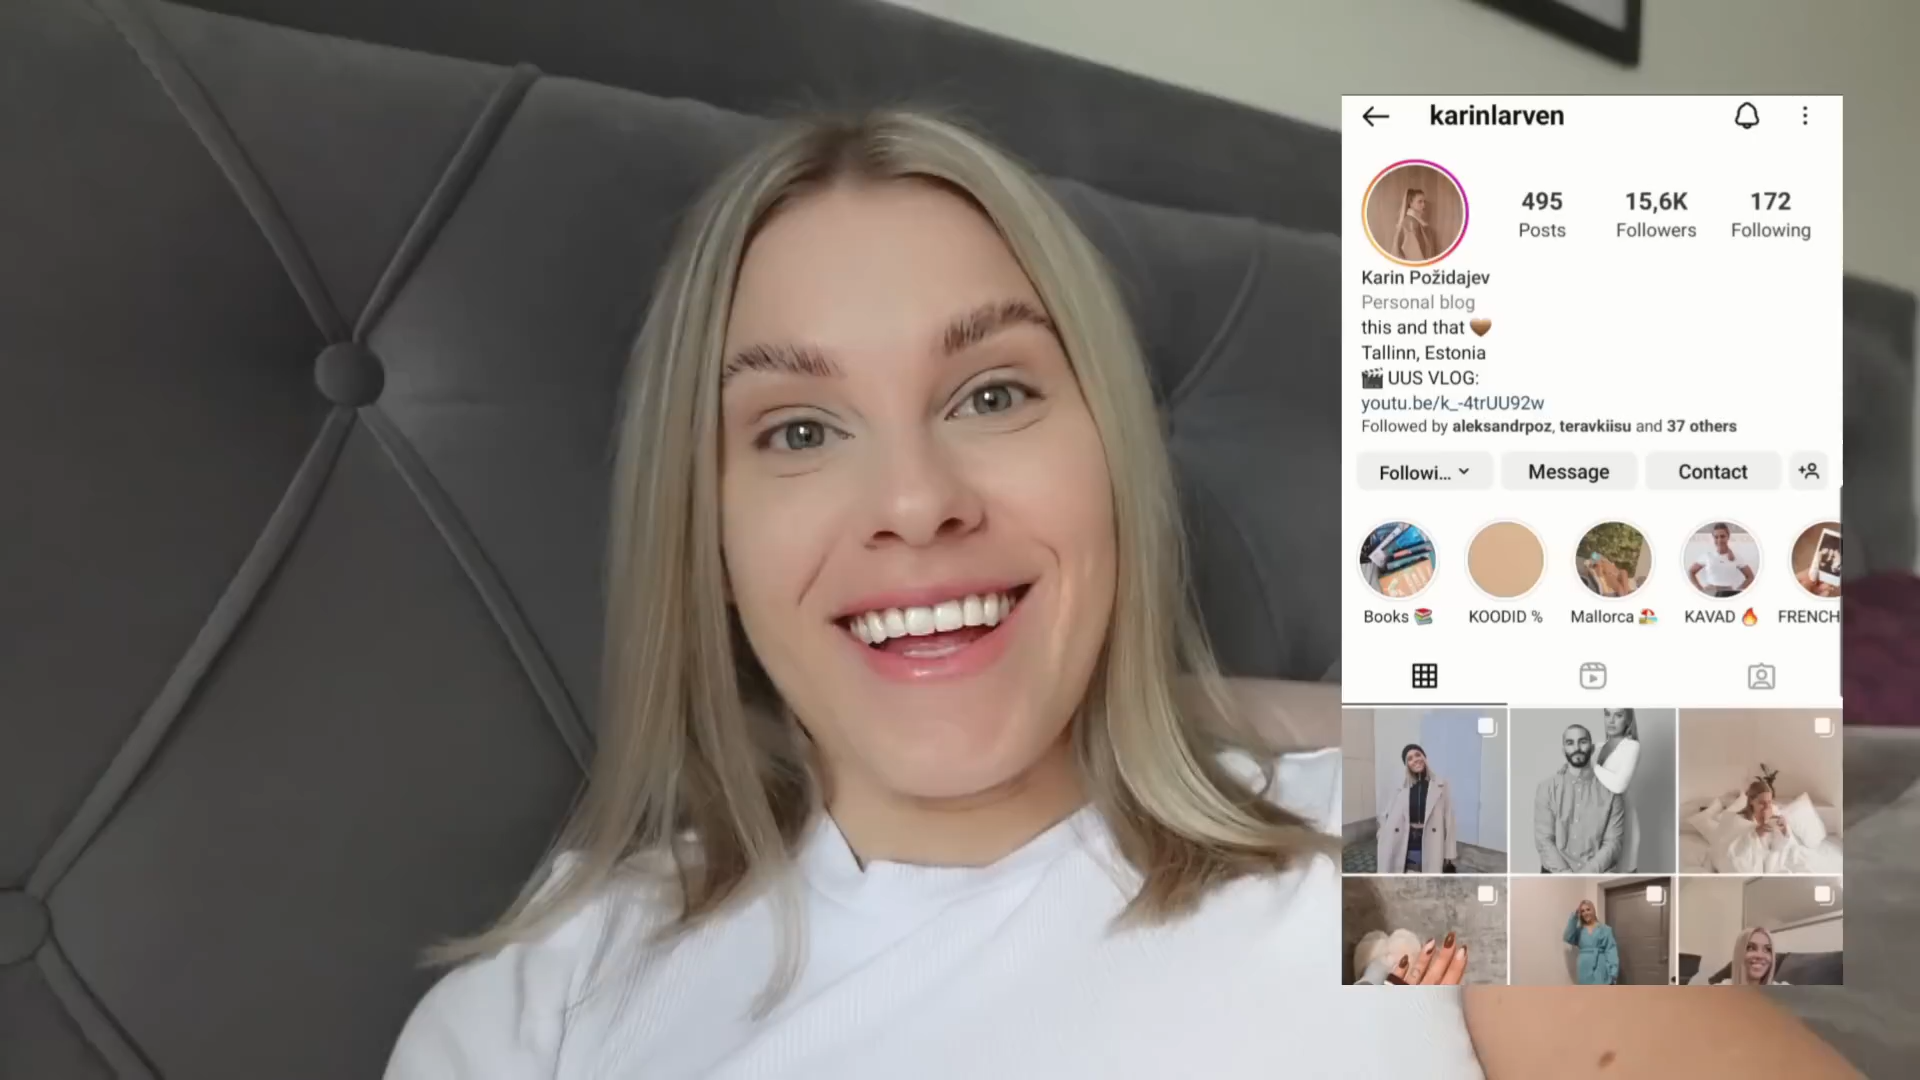 karinlarven
495 15,6K 172
Posts Followers Following
Karin Požidajev
Personal blog
this and that 🤎
Tallinn, Estonia
🎬 UUS VLOG:
youtu.be/k_-4trUU92w
Followed by aleksandrpoz, teravkiisu and 37 others
Followi... Message Contact
Books 📚 KOODID % Mallorca 🏖️ KAVAD 🔥 FRENCH